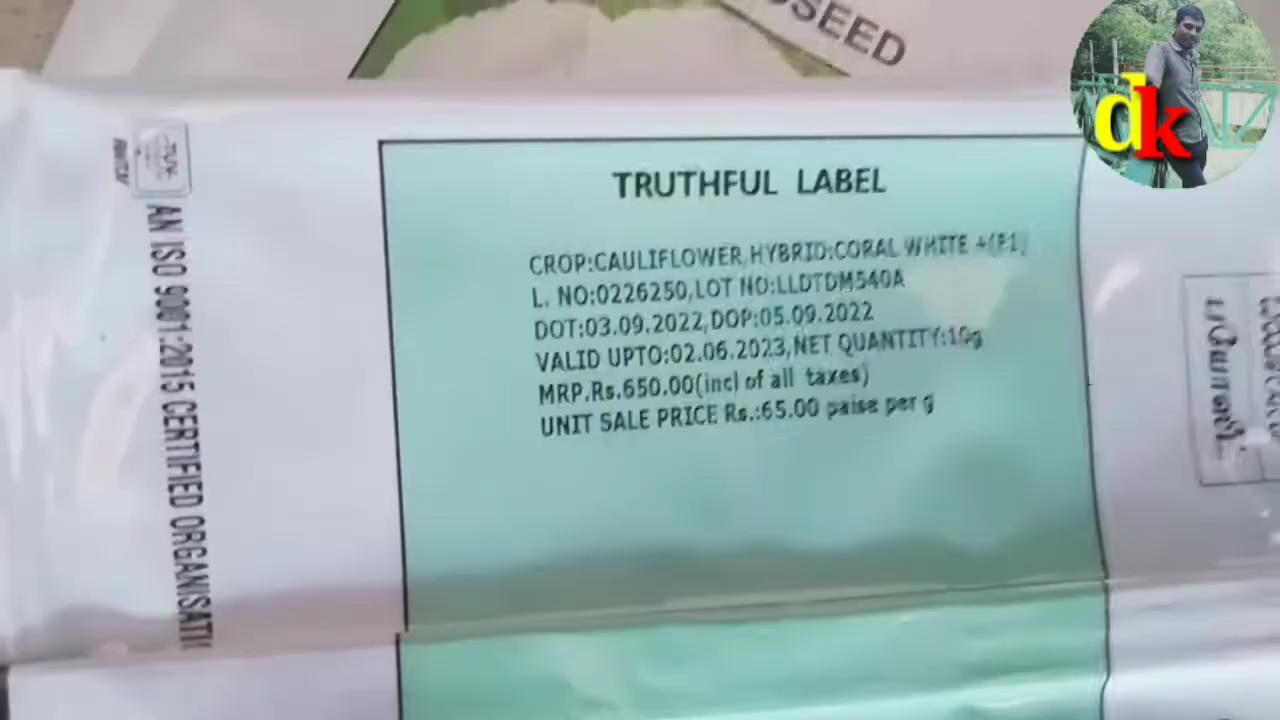 OSEED
dk
TRUTHFUL LABEL
CROP:CAULIFLOWER,HYBRID:CORAL WHITE +(F1)
L. NO:0226250,LOT NO:LLDTDM540A
DOT:03.09.2022,DOP:05.09.2022
VALID UPTO:02.06.2023,NET QUANTITY:10g
MRP.Rs.650.00(incl of all taxes)
UNIT SALE PRICE Rs.:65.00 paise per g
AN ISO 9001:2015 CERTIFIED ORGANISATI